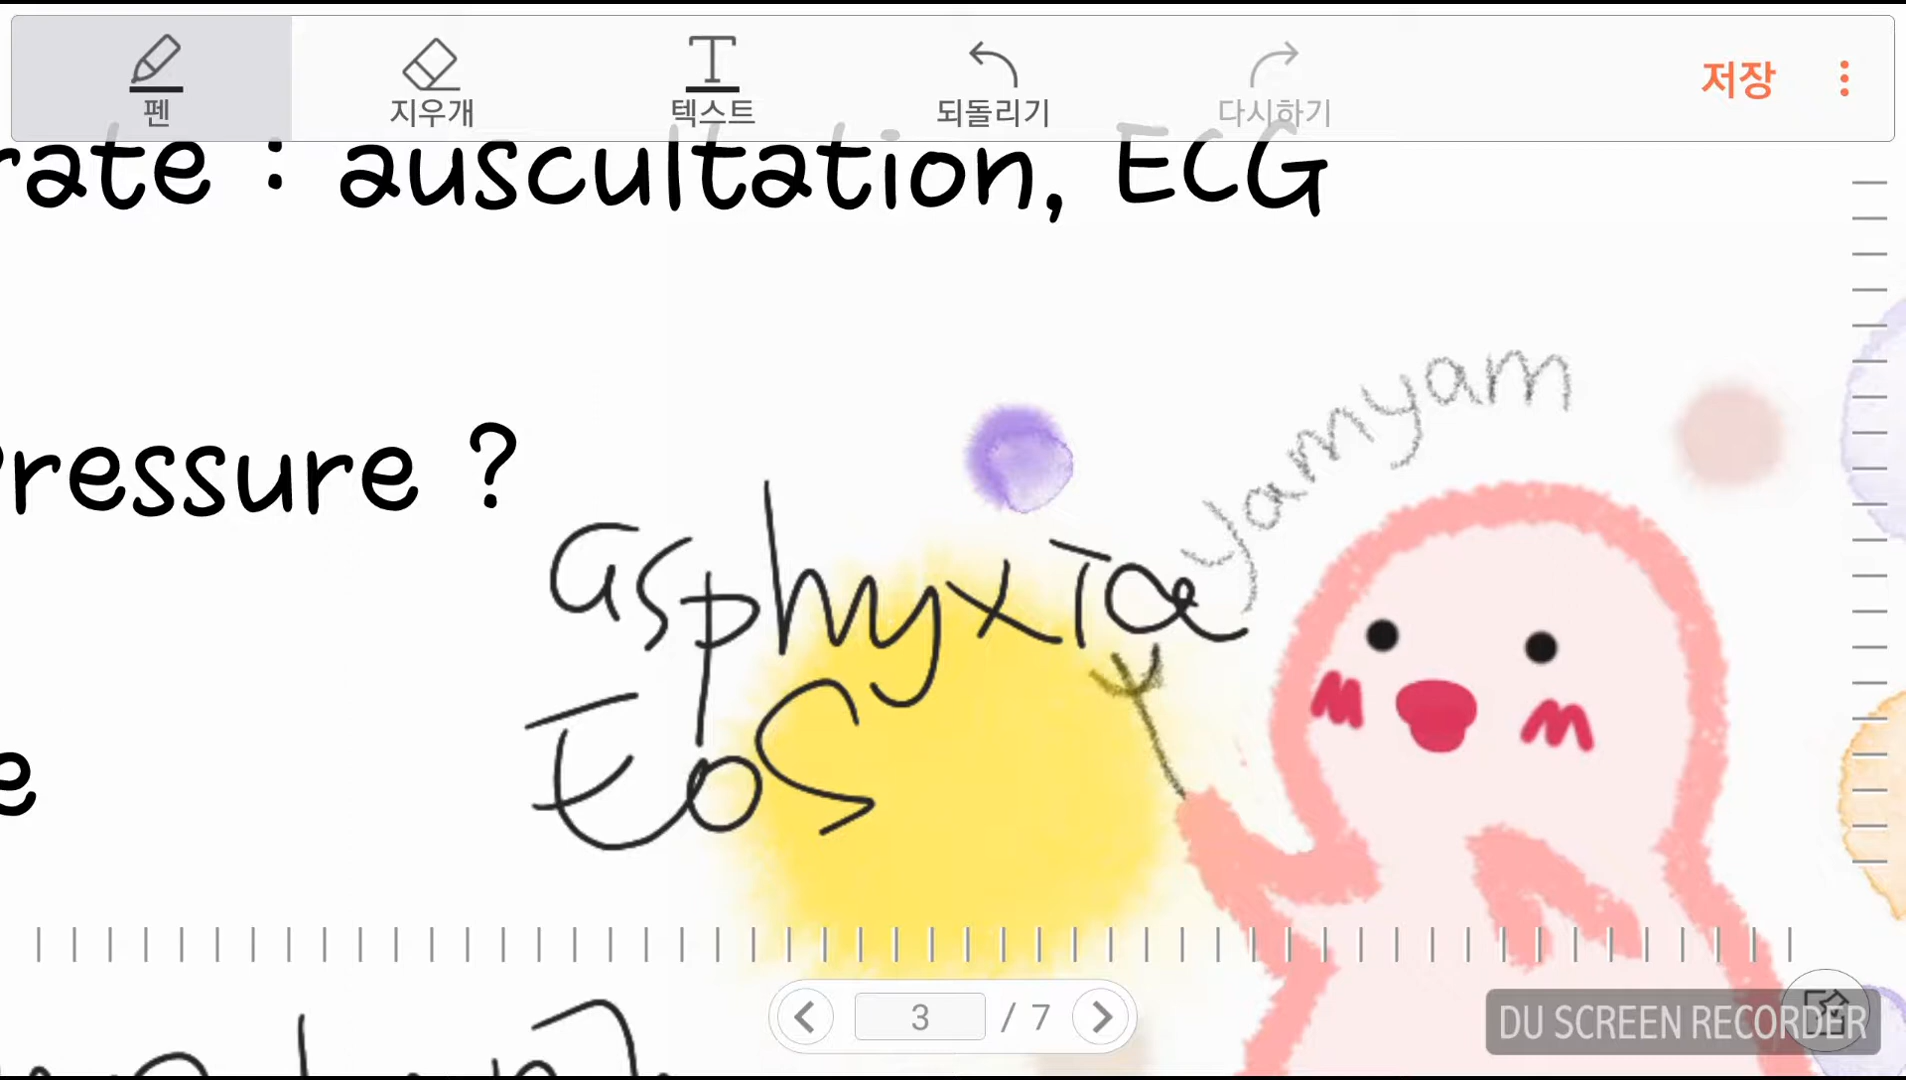 펜 지우개 텍스트 되돌리기 다시하기 저장
rate : auscultation, ECG
yamyam
Pressure ?
asphyxia
EOS
e
3 / 7
DU SCREEN RECORDER